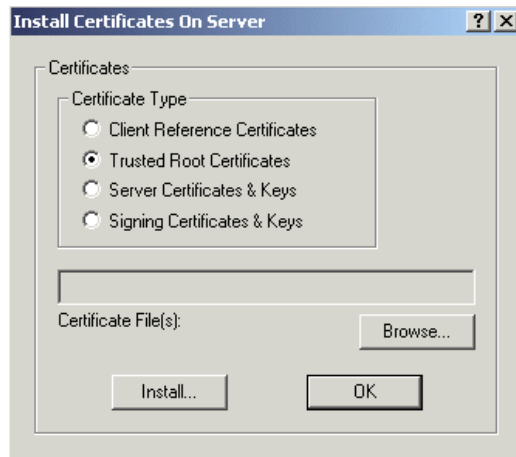 Install Certificates On Server
Certificates
Certificate Type
Client Reference Certificates
Trusted Root Certificates
Server Certificates & Keys
Signing Certificates & Keys
Certificate File(s):
Browse...
Install...
OK